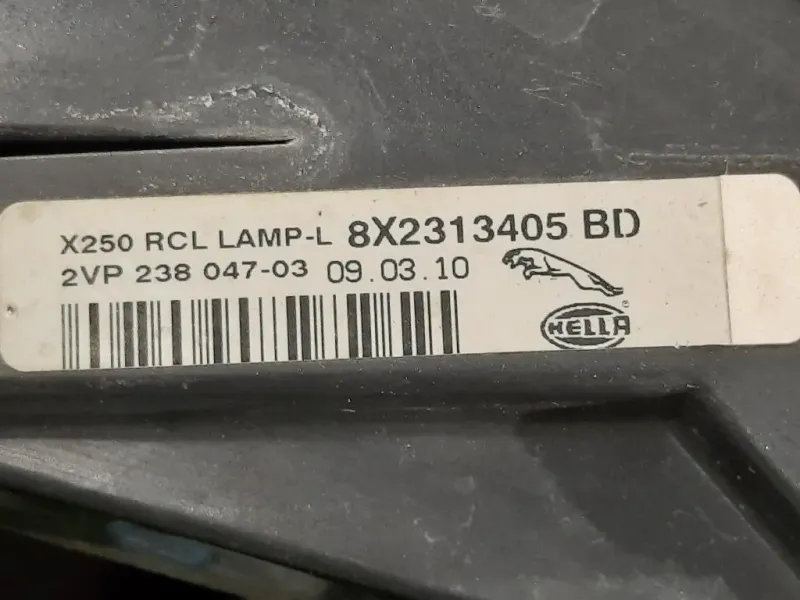 X250 RCL LAMP-L 8X2313405 BD
2VP 238 047-03 09.03.10
HELLA